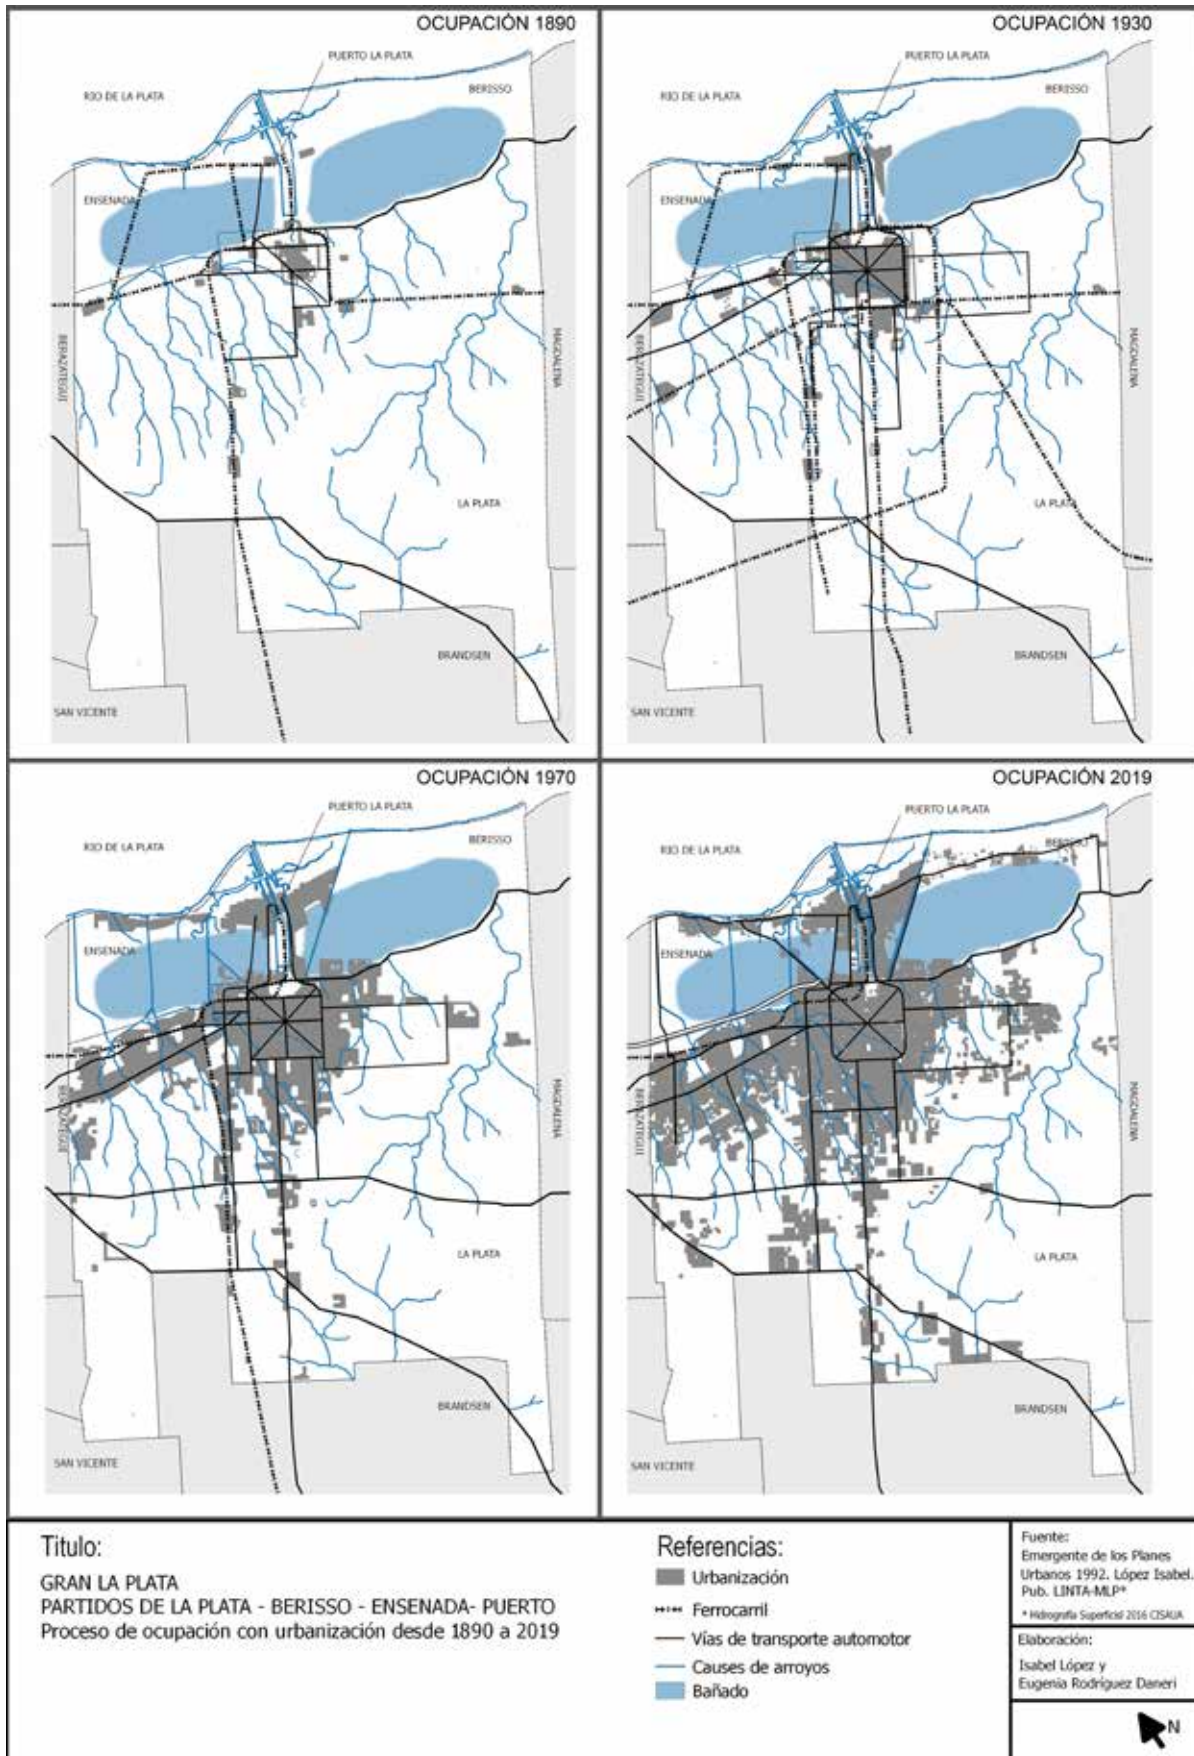 OCUPACIÓN 1890
PUERTO LA PLATA
RIO DE LA PLATA
BERISSO
ENSENADA
BERAZATEGUI
MAGDALENA
LA PLATA
BRANDSEN
SAN VICENTE
OCUPACIÓN 1930
PUERTO LA PLATA
RIO DE LA PLATA
BERISSO
ENSENADA
BERAZATEGUI
MAGDALENA
LA PLATA
BRANDSEN
SAN VICENTE
OCUPACIÓN 1970
PUERTO LA PLATA
RIO DE LA PLATA
BERISSO
ENSENADA
BERAZATEGUI
MAGDALENA
LA PLATA
BRANDSEN
SAN VICENTE
OCUPACIÓN 2019
PUERTO LA PLATA
RIO DE LA PLATA
BERISSO
ENSENADA
BERAZATEGUI
MAGDALENA
LA PLATA
BRANDSEN
SAN VICENTE
Titulo:
GRAN LA PLATA
PARTIDOS DE LA PLATA - BERISSO - ENSENADA- PUERTO
Proceso de ocupación con urbanización desde 1890 a 2019
Referencias:
Urbanización
Ferrocarril
Vías de transporte automotor
Causes de arroyos
Bañado
Fuente:
Emergente de los Planes
Urbanos 1992. López Isabel.
Pub. LINTA-MLP*
* Hidrografía Superficial 2016 CISAUA
Elaboración:
Isabel López y
Eugenia Rodríguez Daneri
N